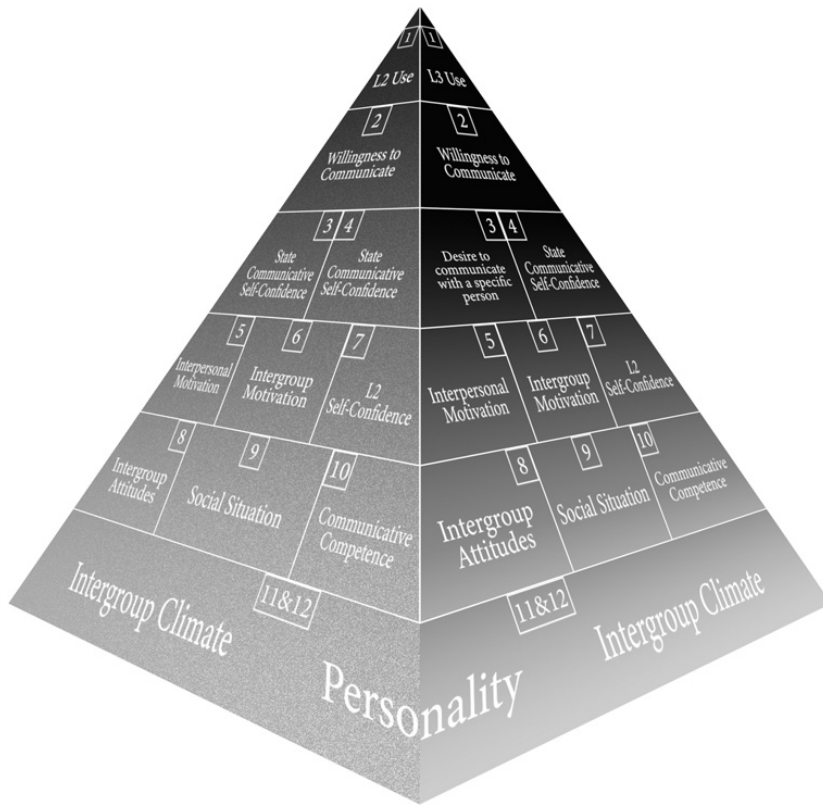 1
1
L2 Use
L3 Use
2
2
Willingness to
Communicate
Willingness to
Communicate
3
4
3
4
State
Communicative
Self-Confidence
State
Communicative
Self-Confidence
Desire to
communicate
with a specific
person
State
Communicative
Self-Confidence
5
6
7
5
6
7
Interpersonal
Motivation
Intergroup
Motivation
L2
Self-Confidence
Interpersonal
Motivation
Intergroup
Motivation
L2
Self-Confidence
8
9
10
8
9
10
Intergroup
Attitudes
Social Situation
Communicative
Competence
Intergroup
Attitudes
Social Situation
Communicative
Competence
11&12
11&12
Intergroup Climate
Intergroup Climate
Personality